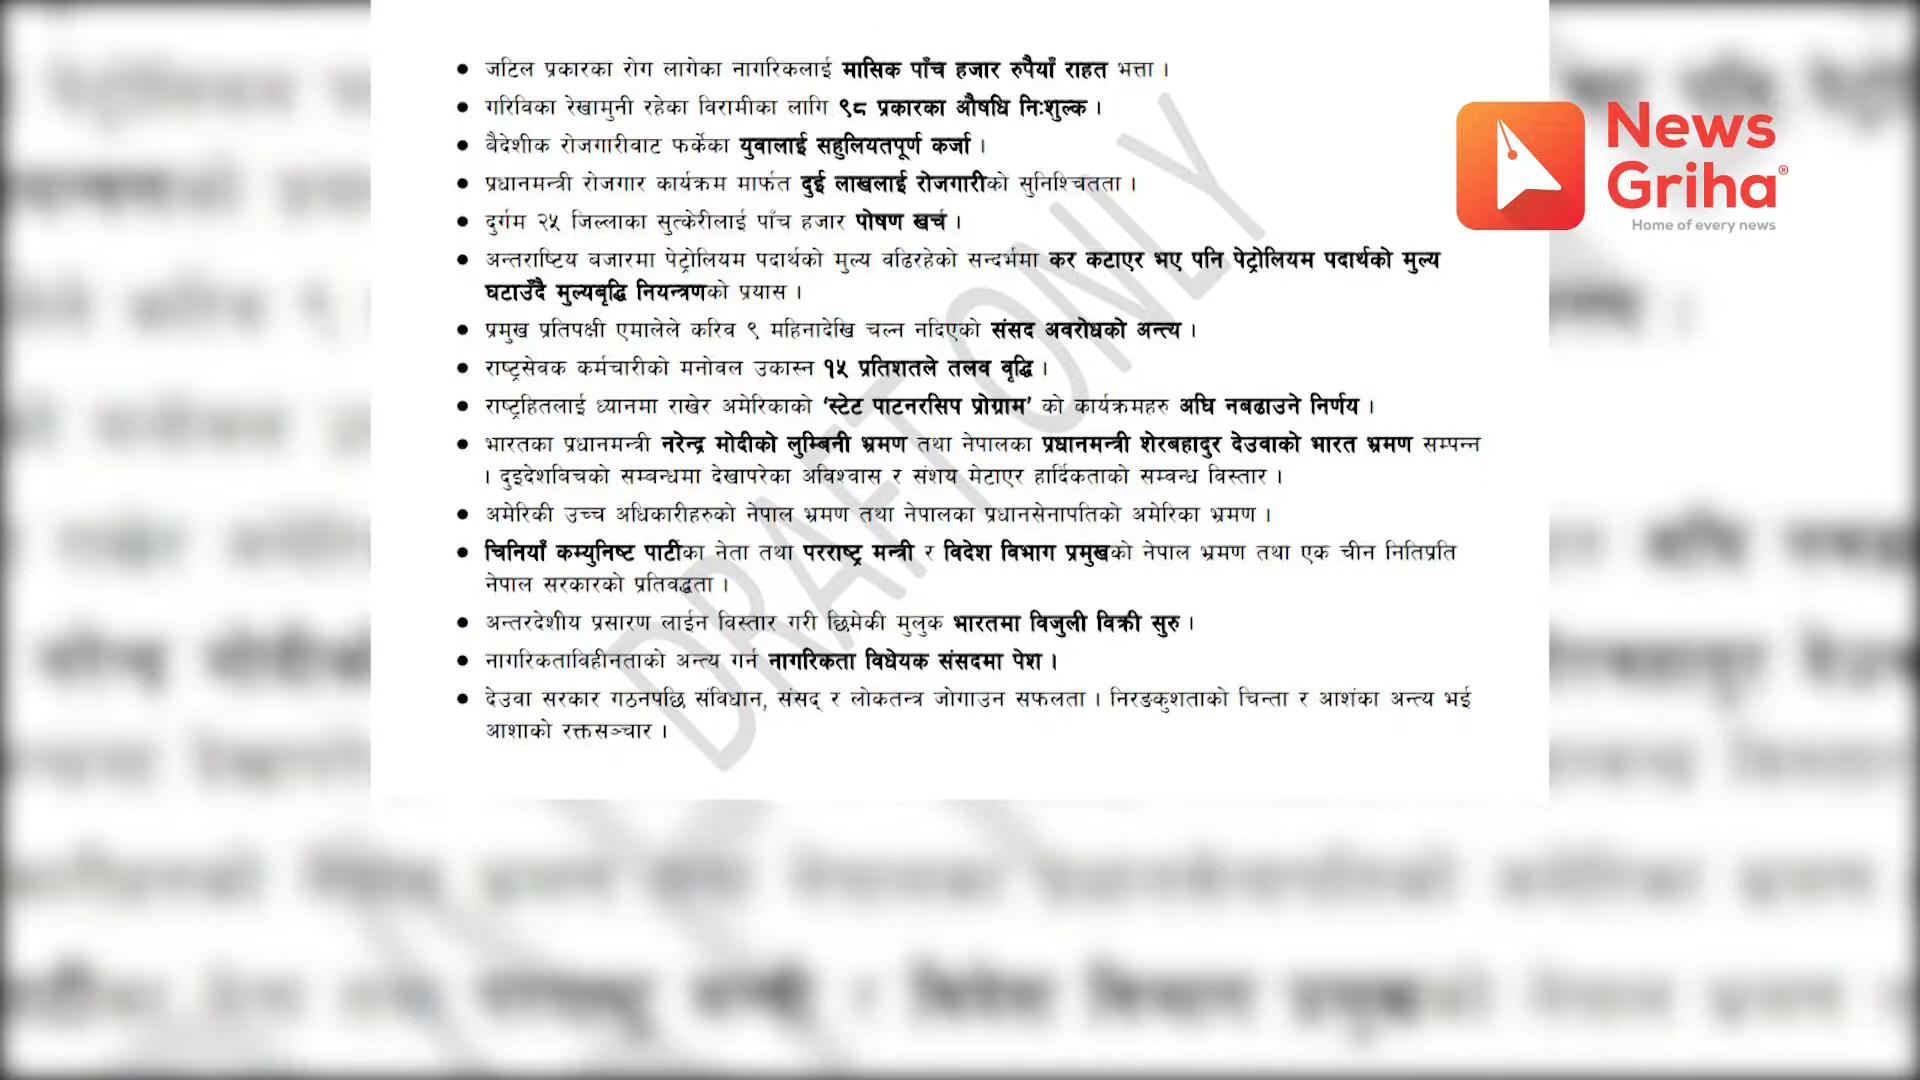 • जटिल प्रकारका रोग लागेका नागरिकलाई मासिक पाँच हजार रुपैयाँ राहत भत्ता ।
• गरिविका रेखामुनी रहेका विरामीका लागि ९८ प्रकारका औषधि निःशुल्क ।
• बैदेशीक रोजगारीवाट फर्केका युवालाई सहुलियतपूर्ण कर्जा ।
• प्रधानमन्त्री रोजगार कार्यक्रम मार्फत दुई लाखलाई रोजगारीको सुनिश्चितता ।
• दुर्गम २५ जिल्लाका सुत्केरीलाई पाँच हजार पोषण खर्च ।
• अन्तराष्टिय बजारमा पेट्रोलियम पदार्थको मुल्य वढिरहेको सन्दर्भमा कर कटाएर भए पनि पेट्रोलियम पदार्थको मुल्य
घटाउँदै मुल्यबृद्धि नियन्त्रणको प्रयास ।
• प्रमुख प्रतिपक्षी एमालेले करिव ९ महिनादेखि चल्न नदिएको संसद अवरोधको अन्त्य ।
• राष्ट्रसेवक कर्मचारीको मनोवल उकास्न १५ प्रतिशतले तलव वृद्धि ।
• राष्ट्रहितलाई ध्यानमा राखेर अमेरिकाको ‘स्टेट पाटनरसिप प्रोग्राम’ को कार्यक्रमहरु अघि नबढाउने निर्णय ।
• भारतका प्रधानमन्त्री नरेन्द्र मोदीको लुम्बिनी भ्रमण तथा नेपालका प्रधानमन्त्री शेरबहादुर देउवाको भारत भ्रमण सम्पन्न
। दुइदेशबिचको सम्बन्धमा देखापरेका अविश्वास र संशय मेटाएर हार्दिकताको सम्वन्ध विस्तार ।
• अमेरिकी उच्च अधिकारीहरुको नेपाल भ्रमण तथा नेपालका प्रधानसेनापतिको अमेरिका भ्रमण ।
• चिनियाँ कम्युनिष्ट पार्टीका नेता तथा परराष्ट्र मन्त्री र विदेश विभाग प्रमुखको नेपाल भ्रमण तथा एक चीन नितिप्रति
नेपाल सरकारको प्रतिवद्धता ।
• अन्तरदेशीय प्रसारण लाईन विस्तार गरी छिमेकी मुलुक भारतमा विजुली विक्री सुरु ।
• नागरिकताविहीनताको अन्त्य गर्न नागरिकता विधेयक संसदमा पेश ।
• देउवा सरकार गठनपछि संविधान, संसद् र लोकतन्त्र जोगाउन सफलता । निरङकुशताको चिन्ता र आशंका अन्त्य भई
आशाको रक्तसञ्चार ।
DRAFT ONLY
News
Griha®
Home of every news